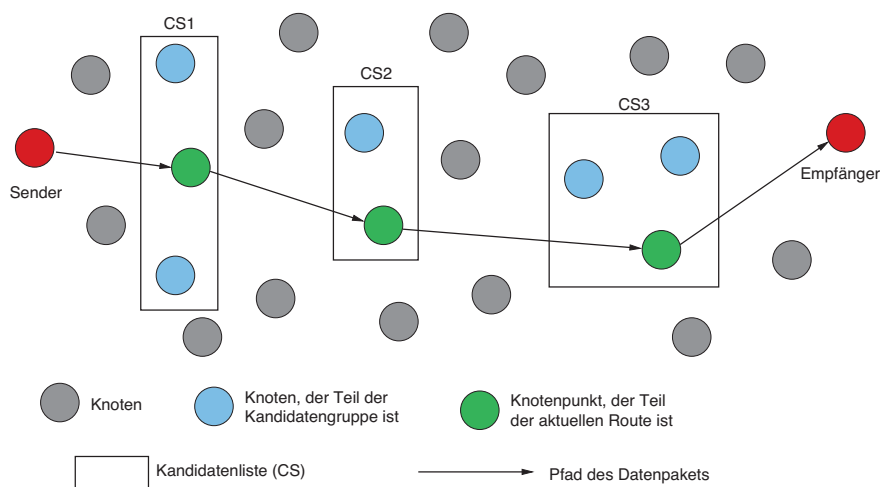 CS1
CS2
CS3
Sender
Empfänger
Knoten
Knoten, der Teil der
Kandidatengruppe ist
Knotenpunkt, der Teil
der aktuellen Route ist
Kandidatenliste (CS)
Pfad des Datenpakets